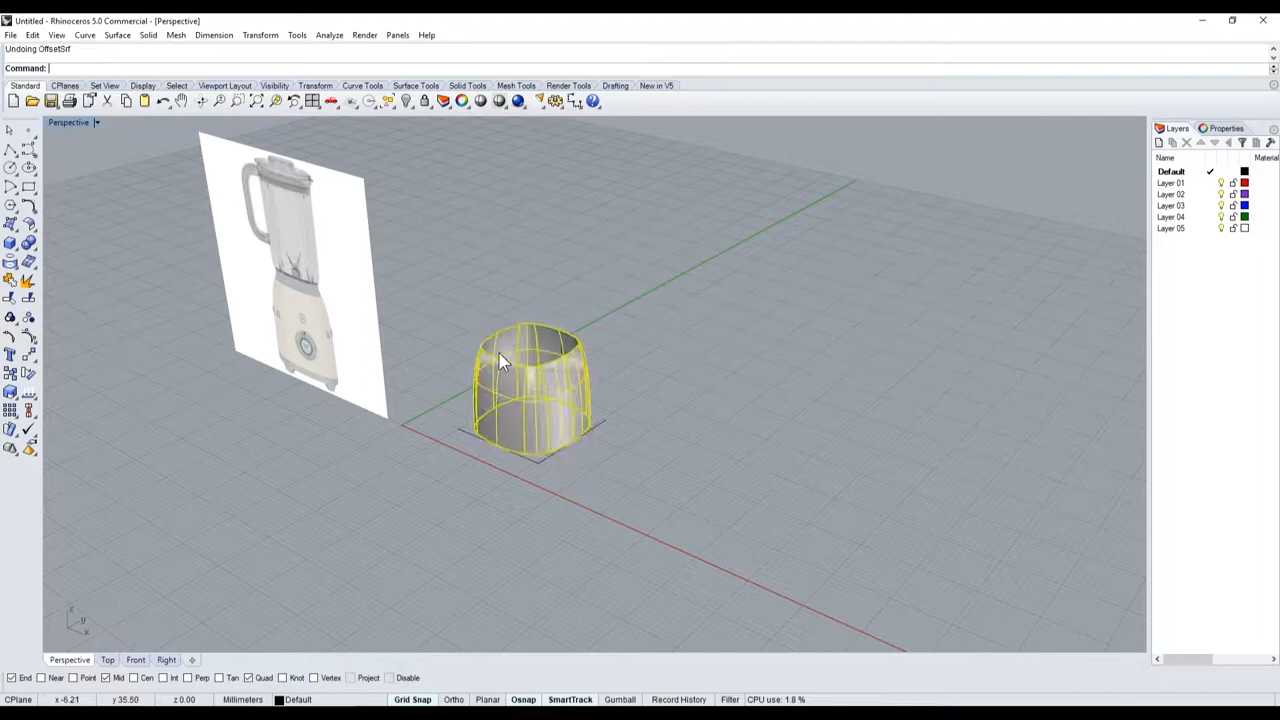 Untitled - Rhinoceros 5.0 Commercial - [Perspective]
File Edit View Curve Surface Solid Mesh Dimension Transform Tools Analyze Render Panels Help
Undoing OffsetSrf
Command:
Standard CPlanes Set View Display Select Viewport Layout Visibility Transform Curve Tools Surface Tools Solid Tools Mesh Tools Render Tools Drafting New in V5
Perspective
Layers Properties
Name Material
Default
Layer 01
Layer 02
Layer 03
Layer 04
Layer 05
z
y
x
Perspective Top Front Right
End Near Point Mid Cen Int Perp Tan Quad Knot Vertex Project Disable
CPlane x -6.21 y 35.50 z 0.00 Millimeters Default Grid Snap Ortho Planar Osnap SmartTrack Gumball Record History Filter CPU use: 1.8 %